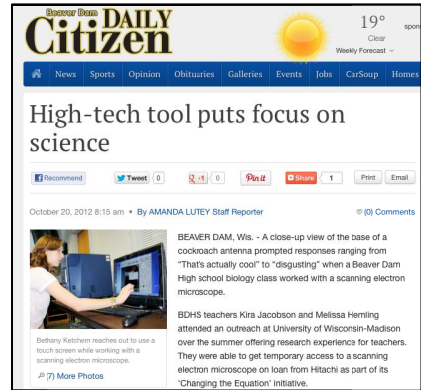 Beaver Dam DAILY
Citizen
19°
spon
Clear
Weekly Forecast
News Sports Opinion Obituaries Galleries Events Jobs CarSoup Homes
High-tech tool puts focus on
science
Recommend Tweet 0 +1 0 Pin it Share 1 Print Email
October 20, 2012 8:15 am • By AMANDA LUTEY Staff Reporter (0) Comments
BEAVER DAM, Wis. - A close-up view of the base of a
cockroach antenna prompted responses ranging from
"That's actually cool" to "disgusting" when a Beaver Dam
High school biology class worked with a scanning electron
microscope.
Bethany Ketchem reaches out to use a
touch screen while working with a
scanning electron microscope.
(7) More Photos
BDHS teachers Kira Jacobson and Melissa Hemling
attended an outreach at University of Wisconsin-Madison
over the summer offering research experience for teachers.
They were able to get temporary access to a scanning
electron microscope on loan from Hitachi as part of its
'Changing the Equation' initiative.